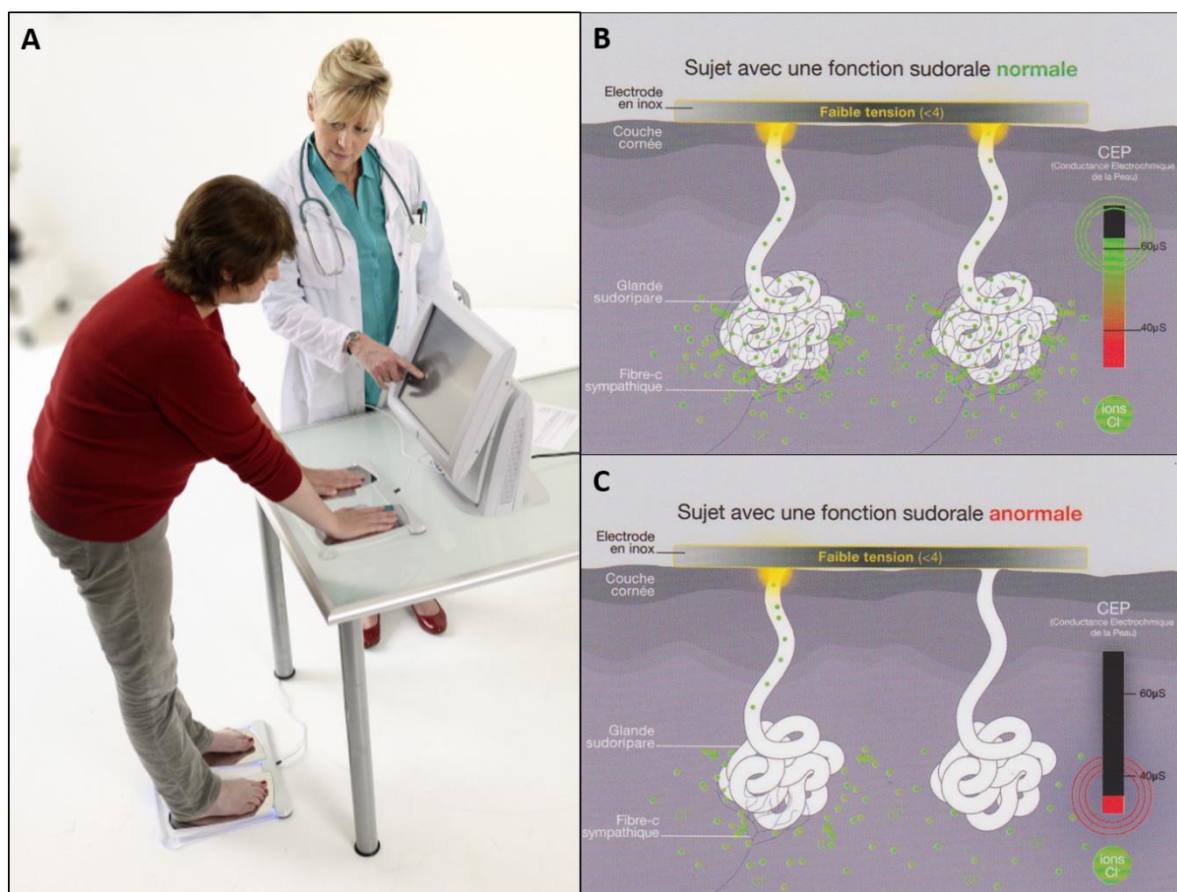 A
B
Sujet avec une fonction sudorale normale
Electrode
en inox
Faible tension (<4)
Couche
cornée
CEP
(Conductance Electrochmique
de la Peau)
60µS
Glande
sudoripare
40µS
Fibre-c
sympathique
ions
Cl-
C
Sujet avec une fonction sudorale anormale
Electrode
en inox
Faible tension (<4)
Couche
cornée
CEP
(Conductance Electrochmique
de la Peau)
60µS
Glande
sudoripare
40µS
Fibre-c
sympathique
ions
Cl-